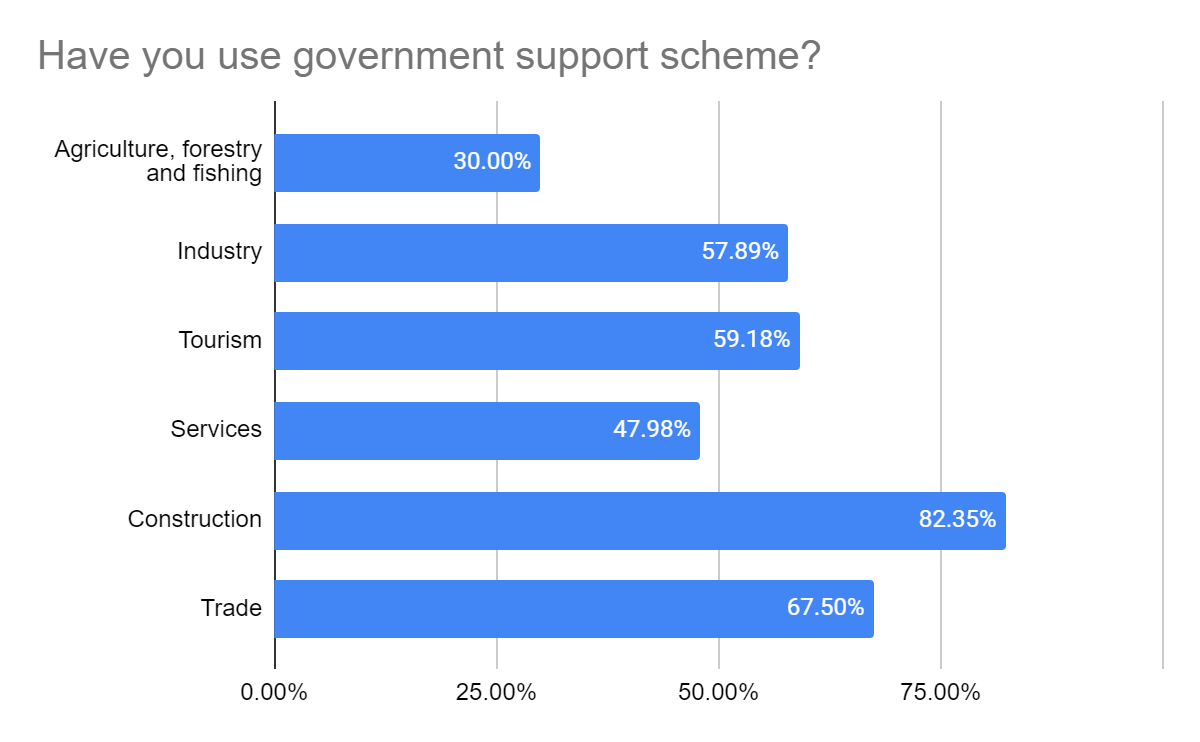 Have you use government support scheme?
Agriculture, forestry
and fishing
30.00%
Industry
57.89%
Tourism
59.18%
Services
47.98%
Construction
82.35%
Trade
67.50%
0.00%
25.00%
50.00%
75.00%